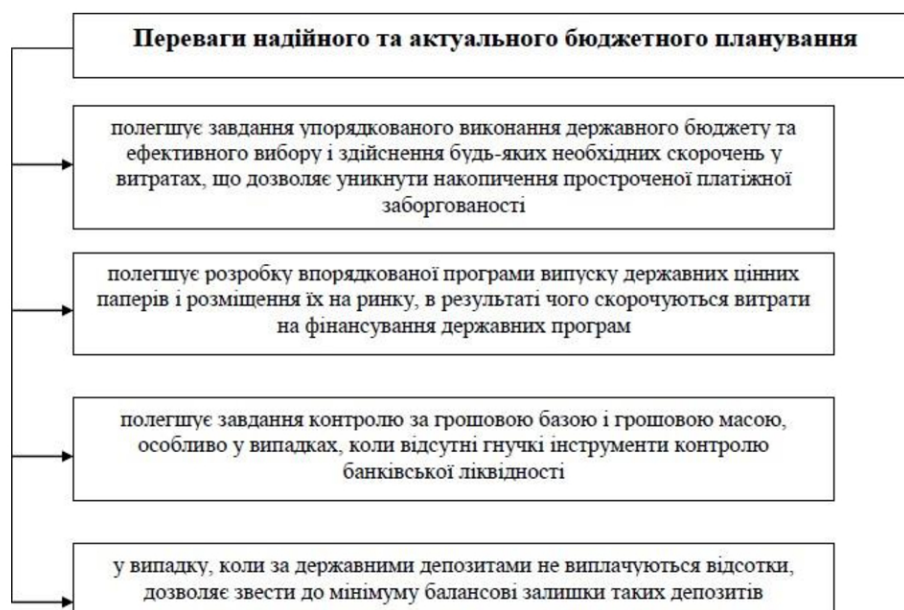 Переваги надійного та актуального бюджетного планування
полегшує завдання упорядкованого виконання державного бюджету та
ефективного вибору і здійснення будь-яких необхідних скорочень у
витратах, що дозволяє уникнути накопичення простроченої платіжної
заборгованості
полегшує розробку впорядкованої програми випуску державних цінних
паперів і розміщення їх на ринку, в результаті чого скорочуються витрати
на фінансування державних програм
полегшує завдання контролю за грошовою базою і грошовою масою,
особливо у випадках, коли відсутні гнучкі інструменти контролю
банківської ліквідності
у випадку, коли за державними депозитами не виплачуються відсотки,
дозволяє звести до мінімуму балансові залишки таких депозитів